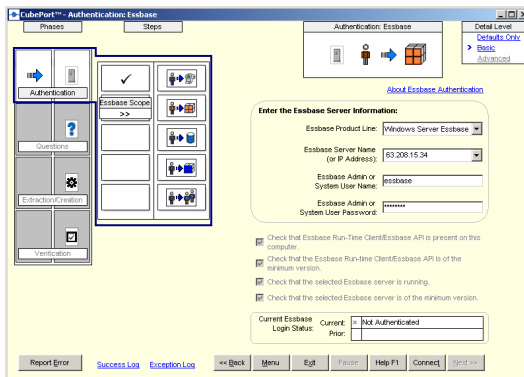 CubePort™ - Authentication: Essbase
Phases
Steps
Authentication: Essbase
Detail Level
Defaults Only
Basic
Advanced
Authentication
Essbase Scope
>>
Questions
Extraction/Creation
Verification
About Essbase Authentication
Enter the Essbase Server Information:
Essbase Product Line: Windows Server Essbase
Essbase Server Name
(or IP Address): 63.208.15.34
Essbase Admin or
System User Name: essbase
Essbase Admin or
System User Password: ********
Check that Essbase Run-Time Client/Essbase API is present on this
computer.
Check that the Essbase Run-time Client/Essbase API is of the
minimum version.
Check that the selected Essbase server is running.
Check that the selected Essbase server is of the minimum version.
Current Essbase
Login Status:
Current: × Not Authenticated
Prior:
Report Error
Success Log
Exception Log
<< Back
Menu
Exit
Pause
Help F1
Connect
Next >>